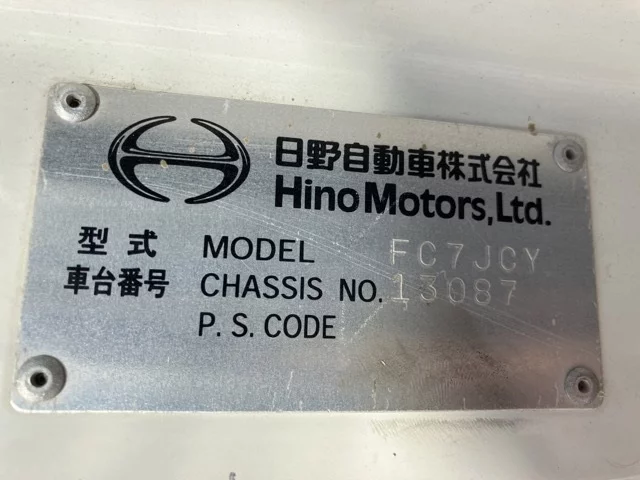 日野自動車株式会社
Hino Motors, Ltd.
型式 MODEL FC7JCY
車台番号 CHASSIS NO. 13087
P. S. CODE